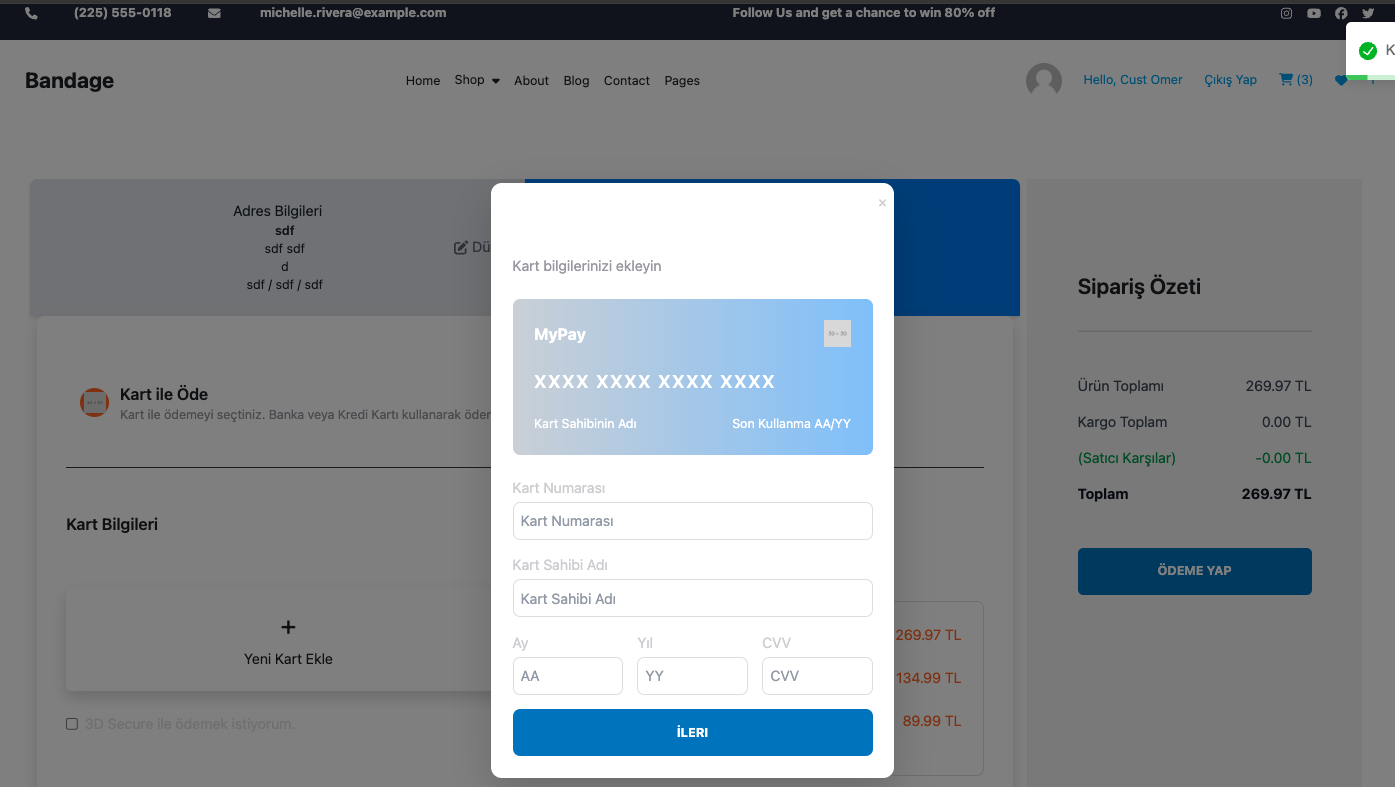 (225) 555-0118 michelle.rivera@example.com Follow Us and get a chance to win 80% off
K
Bandage Home Shop About Blog Contact Pages Hello, Cust Omer Çıkış Yap (3)
Adres Bilgileri
sdf
sdf sdf
d
sdf / sdf / sdf
Dü
Kart ile Öde
Kart ile ödemeyi seçtiniz. Banka veya Kredi Kartı kullanarak öder
Kart Bilgileri
+
Yeni Kart Ekle
3D Secure ile ödemek istiyorum.
×
Kart bilgilerinizi ekleyin
MyPay
XXXX XXXX XXXX XXXX
Kart Sahibinin Adı Son Kullanma AA/YY
Kart Numarası
Kart Numarası
Kart Sahibi Adı
Kart Sahibi Adı
Ay Yıl CVV
AA YY CVV
İLERI
269.97 TL
134.99 TL
89.99 TL
Sipariş Özeti
Ürün Toplamı 269.97 TL
Kargo Toplam 0.00 TL
(Satıcı Karşılar) -0.00 TL
Toplam 269.97 TL
ÖDEME YAP